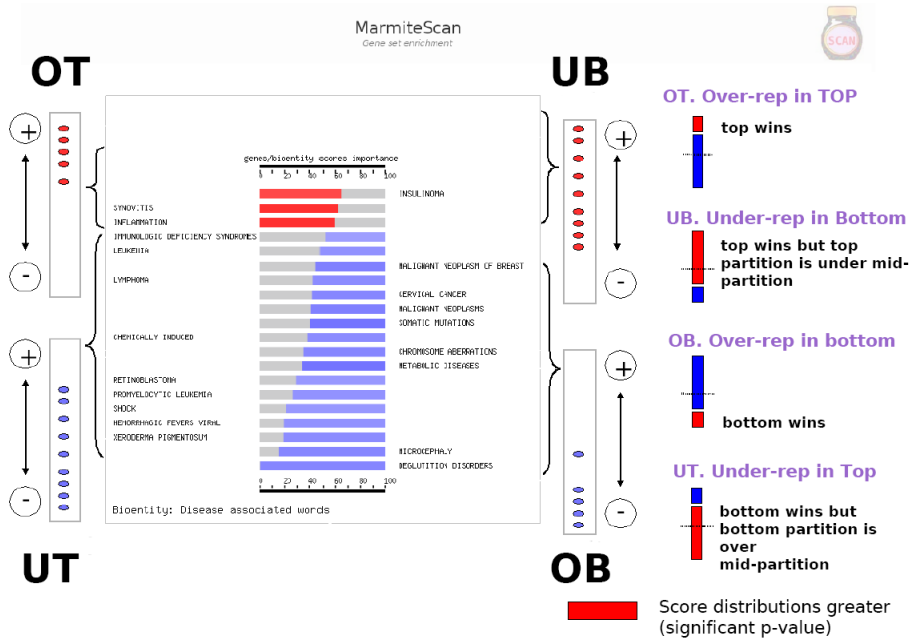 MarmiteScan
Gene set enrichment
SCAN
OT
UB
OT. Over-rep in TOP
top wins
+
-
+
-
genes/bioentity scores importance
0 20 40 60 80 100
INSULINOMA
SYNOVITIS
INFLAMMATION
IMMUNOLOGIC DEFICIENCY SYNDROMES
LEUKEMIA
MALIGNANT NEOPLASM OF BREAST
LYMPHOMA
CERVICAL CANCER
MALIGNANT NEOPLASMS
SOMATIC MUTATIONS
CHEMICALLY INDUCED
CHROMOSOME ABERRATIONS
METABOLIC DISEASES
RETINOBLASTOMA
PROMYELOCYTIC LEUKEMIA
SHOCK
HEMORRHAGIC FEVERS VIRAL
XERODERMA PIGMENTOSUM
MICROCEPHALY
DEGLUTITION DISORDERS
0 20 40 60 80 100
Bioentity: Disease associated words
UB. Under-rep in Bottom
top wins but top
partition is under mid-
partition
+
-
+
-
OB. Over-rep in bottom
bottom wins
UT. Under-rep in Top
bottom wins but
bottom partition is
over
mid-partition
UT
OB
Score distributions greater
(significant p-value)